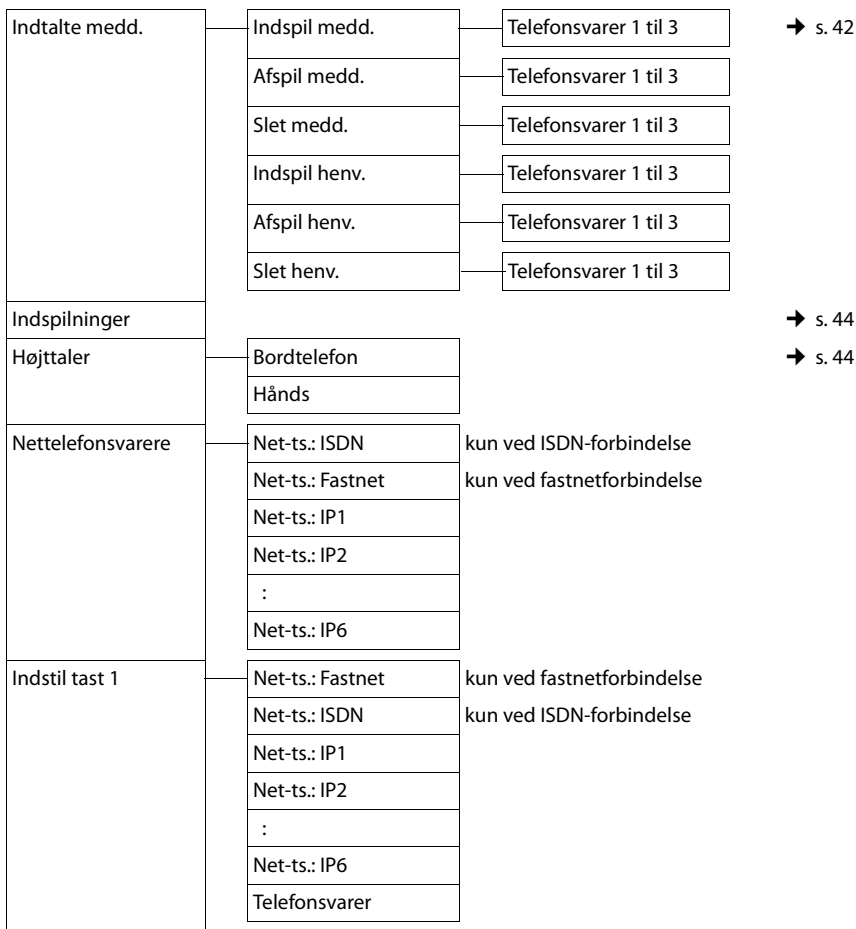 Indtalte medd. Indspil medd. Telefonsvarer 1 til 3 ➜ s. 42
Afspil medd. Telefonsvarer 1 til 3
Slet medd. Telefonsvarer 1 til 3
Indspil henv. Telefonsvarer 1 til 3
Afspil henv. Telefonsvarer 1 til 3
Slet henv. Telefonsvarer 1 til 3
Indspilninger ➜ s. 44
Højttaler Bordtelefon ➜ s. 44
Hånds
Nettelefonsvarere Net-ts.: ISDN kun ved ISDN-forbindelse
Net-ts.: Fastnet kun ved fastnetforbindelse
Net-ts.: IP1
Net-ts.: IP2
:
Net-ts.: IP6
Indstil tast 1 Net-ts.: Fastnet kun ved fastnetforbindelse
Net-ts.: ISDN kun ved ISDN-forbindelse
Net-ts.: IP1
Net-ts.: IP2
:
Net-ts.: IP6
Telefonsvarer